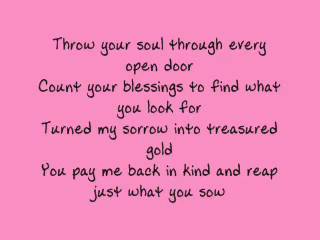 Throw your soul through every
open door
Count your blessings to find what
you look for
Turned my sorrow into treasured
gold
You pay me back in kind and reap
just what you sow